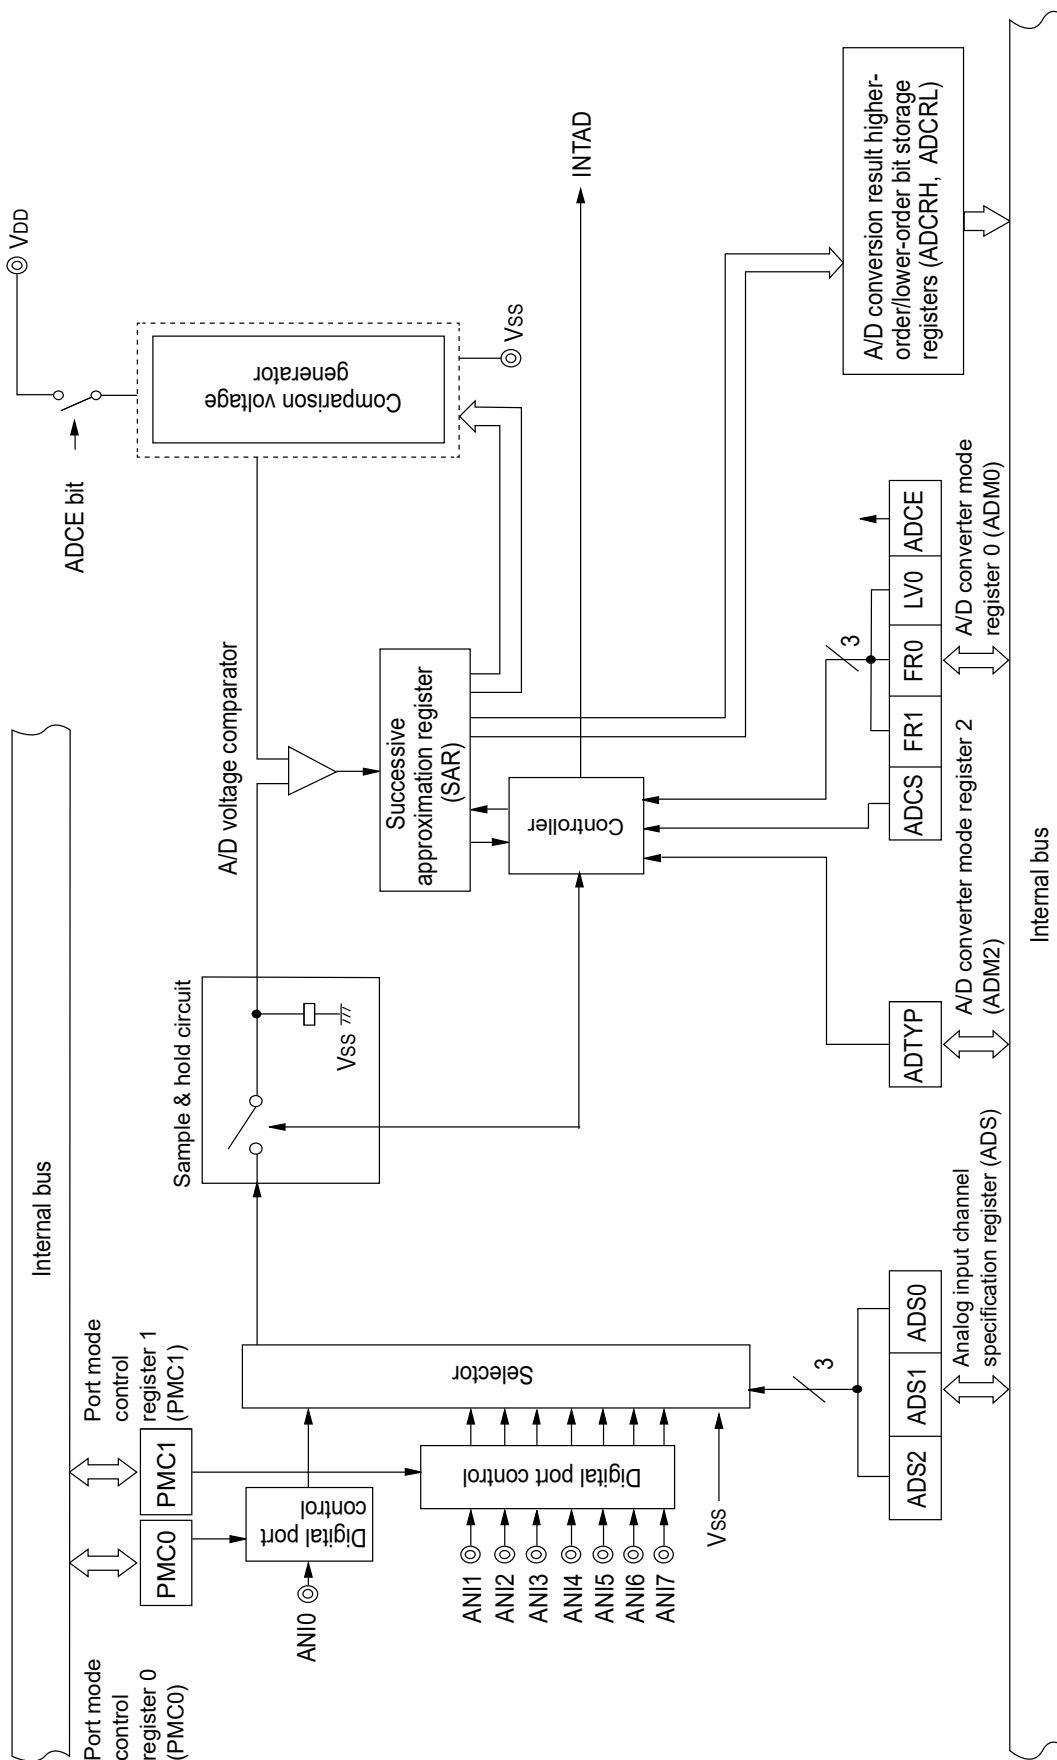 Internal bus
Port mode
control
register 0
(PMC0)
Port mode
control
register 1
(PMC1)
PMC0
PMC1
Digital port
control
ANI0
ANI1
ANI2
ANI3
ANI4
ANI5
ANI6
ANI7
Digital port control
Selector
VSS
Sample & hold circuit
VSS
A/D voltage comparator
ADCE bit
VDD
Comparison voltage
generator
VSS
Successive
approximation register
(SAR)
Controller
INTAD
3
ADS2
ADS1
ADS0
Analog input channel
specification register (ADS)
ADTYP
A/D converter mode register 2
(ADM2)
3
ADCS
FR1
FR0
LV0
ADCE
A/D converter mode
register 0 (ADM0)
A/D conversion result higher-
order/lower-order bit storage
registers (ADCRH, ADCRL)
Internal bus